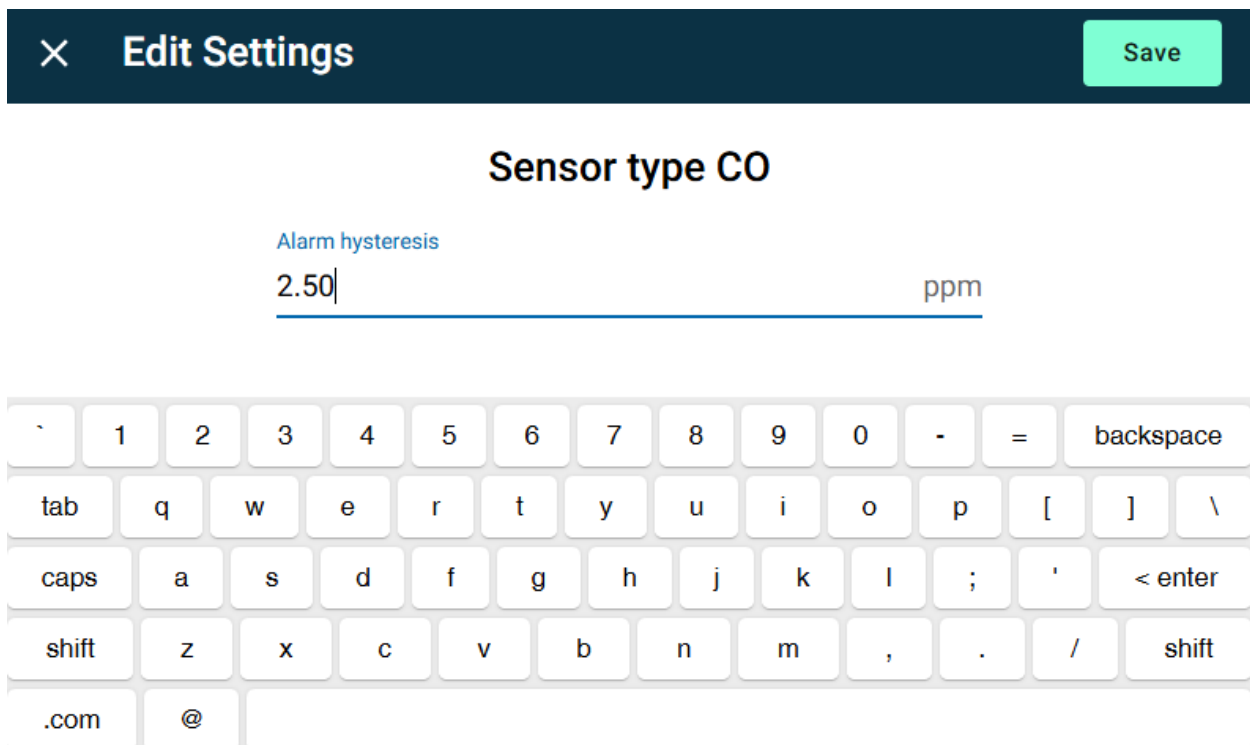 × Edit Settings Save
Sensor type CO
Alarm hysteresis
2.50 ppm
` 1 2 3 4 5 6 7 8 9 0 - = backspace
tab q w e r t y u i o p [ ] \
caps a s d f g h j k l ; ' < enter
shift z x c v b n m , . / shift
.com @